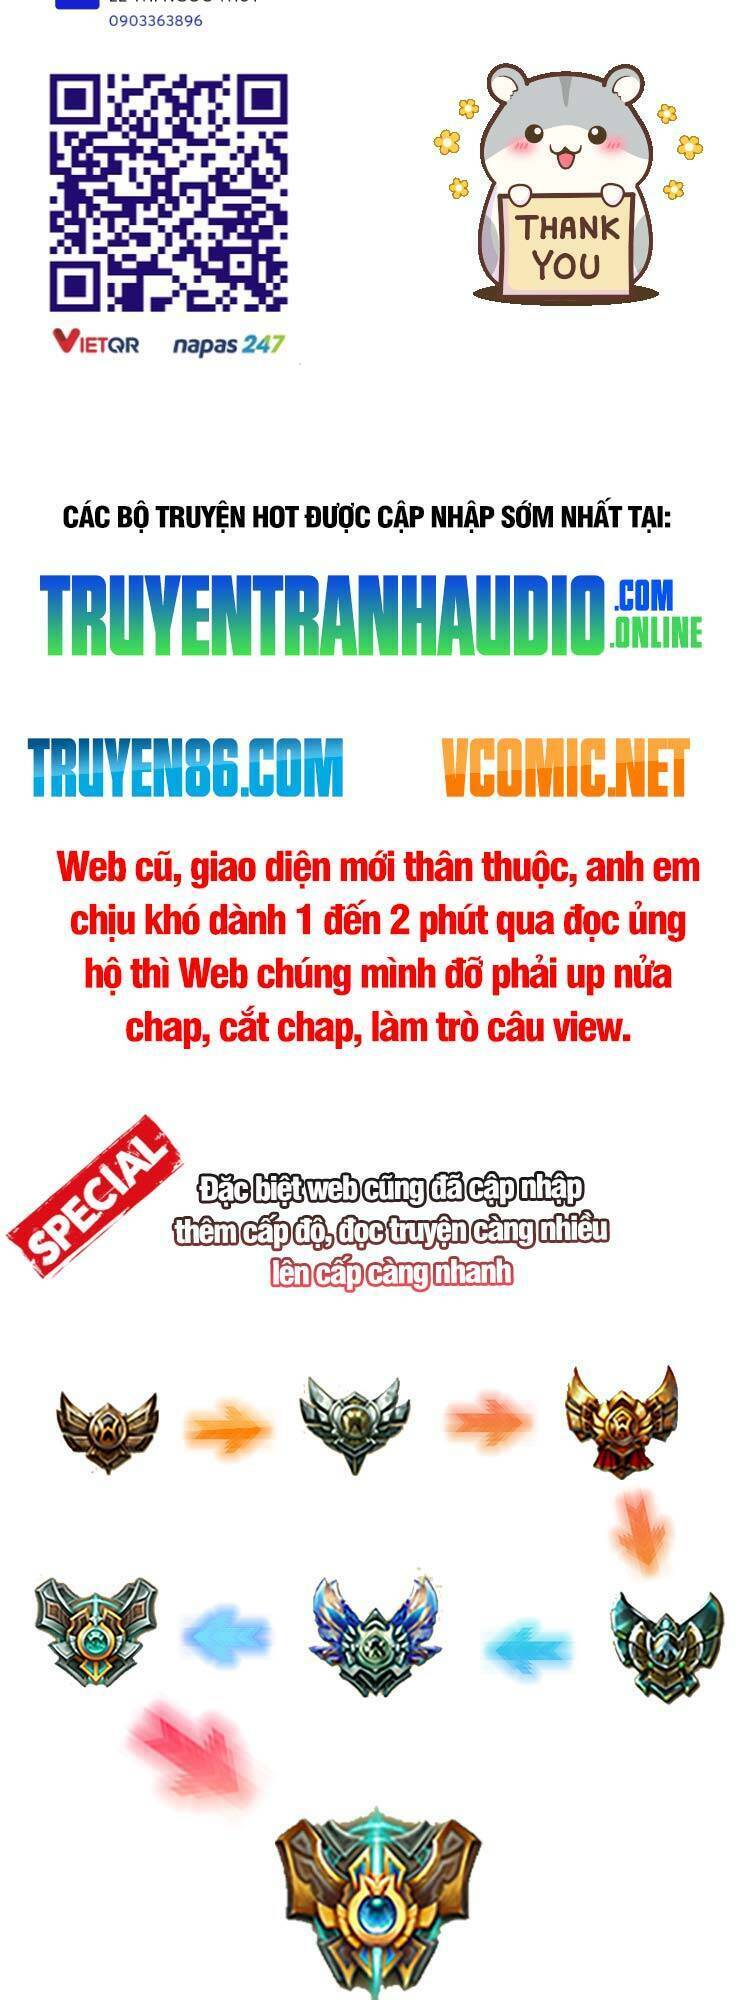 0903363896
VIETQR napas 247
THANK
YOU
CÁC BỘ TRUYỆN HOT ĐƯỢC CẬP NHẬP SỚM NHẤT TẠI:
TRUYENTRANHAUDIO.COM
.ONLINE
TRUYEN86.COM
VCOMIC.NET
Web cũ, giao diện mới thân thuộc, anh em
chịu khó dành 1 đến 2 phút qua đọc ủng
hộ thì Web chúng mình đỡ phải up nửa
chap, cắt chap, làm trò câu view.
SPECIAL
Đặc biệt web cũng đã cập nhập
thêm cấp độ, đọc truyện càng nhiều
lên cấp càng nhanh